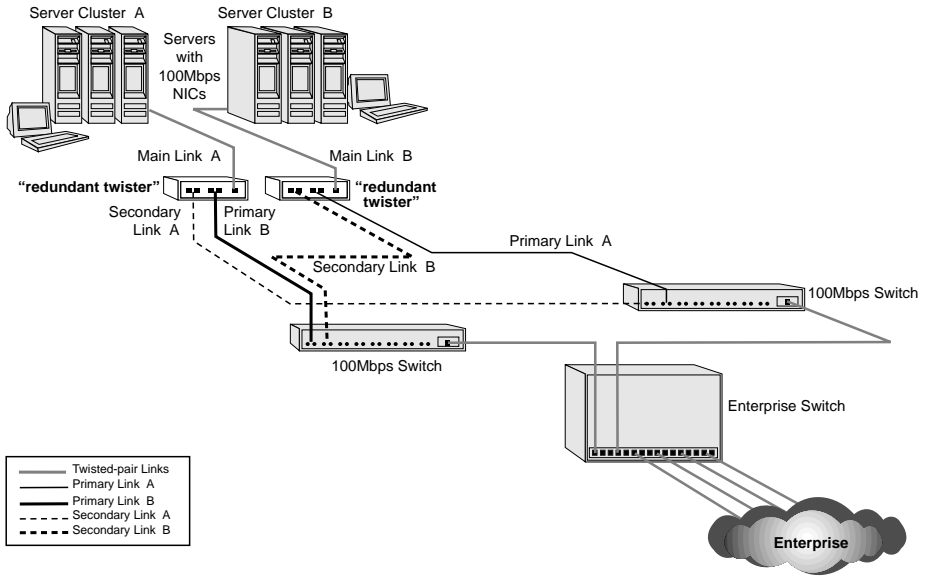 Server Cluster A
Server Cluster B
Servers
with
100Mbps
NICs
Main Link A
Main Link B
“redundant twister”
“redundant
twister”
Secondary
Link A
Primary
Link B
Primary Link A
Secondary Link B
100Mbps Switch
100Mbps Switch
Enterprise Switch
Twisted-pair Links
Primary Link A
Primary Link B
Secondary Link A
Secondary Link B
Enterprise